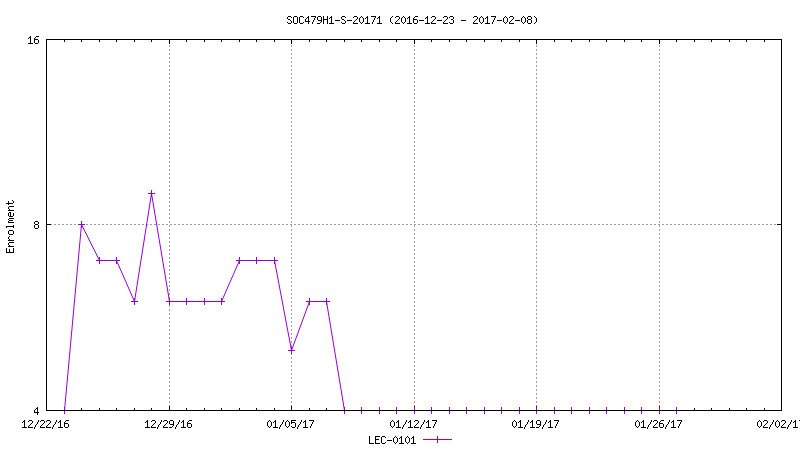 SOC479H1-S-20171 (2016-12-23 - 2017-02-08)
16
8
4
Enrolment
12/22/16 12/29/16 01/05/17 01/12/17 01/19/17 01/26/17 02/02/1
LEC-0101